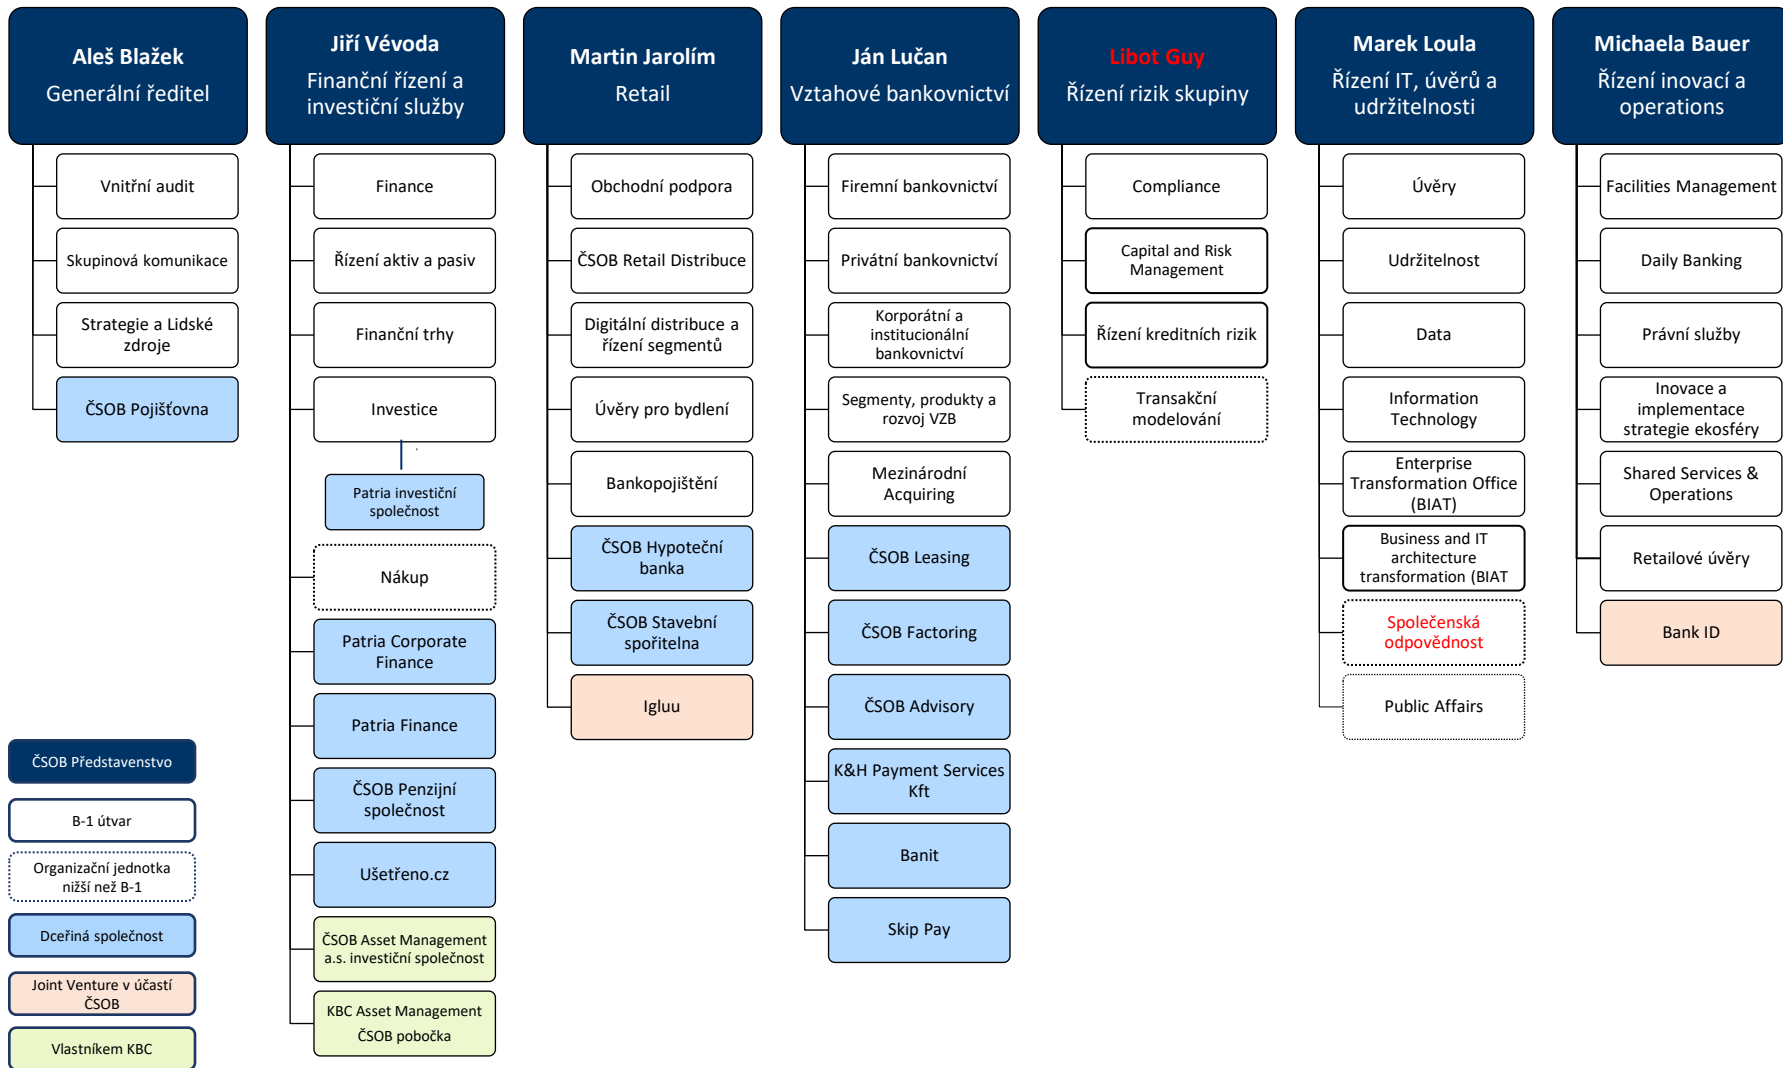 Aleš Blažek
Generální ředitel
Vnitřní audit
Skupinová komunikace
Strategie a Lidské
zdroje
ČSOB Pojišťovna
Jiří Vévoda
Finanční řízení a
investiční služby
Finance
Řízení aktiv a pasiv
Finanční trhy
Investice
Patria investiční
společnost
Nákup
Patria Corporate
Finance
Patria Finance
ČSOB Penzijní
společnost
Ušetřeno.cz
ČSOB Asset Management
a.s. investiční společnost
KBC Asset Management
ČSOB pobočka
Martin Jarolím
Retail
Obchodní podpora
ČSOB Retail Distribuce
Digitální distribuce a
řízení segmentů
Úvěry pro bydlení
Bankopojištění
ČSOB Hypoteční
banka
ČSOB Stavební
spořitelna
Igluu
Ján Lučan
Vztahové bankovnictví
Firemní bankovnictví
Privátní bankovnictví
Korporátní a
institucionální
bankovnictví
Segmenty, produkty a
rozvoj VZB
Mezinárodní
Acquiring
ČSOB Leasing
ČSOB Factoring
ČSOB Advisory
K&H Payment Services
Kft
Banit
Skip Pay
Libot Guy
Řízení rizik skupiny
Compliance
Capital and Risk
Management
Řízení kreditních rizik
Transakční
modelování
Marek Loula
Řízení IT, úvěrů a
udržitelnosti
Úvěry
Udržitelnost
Data
Information
Technology
Enterprise
Transformation Office
(BIAT)
Business and IT
architecture
transformation (BIAT
Společenská
odpovědnost
Public Affairs
Michaela Bauer
Řízení inovací a
operations
Facilities Management
Daily Banking
Právní služby
Inovace a
implementace
strategie ekosféry
Shared Services &
Operations
Retailové úvěry
Bank ID
ČSOB Představenstvo
B-1 útvar
Organizační jednotka
nižší než B-1
Dceřiná společnost
Joint Venture v účastí
ČSOB
Vlastníkem KBC